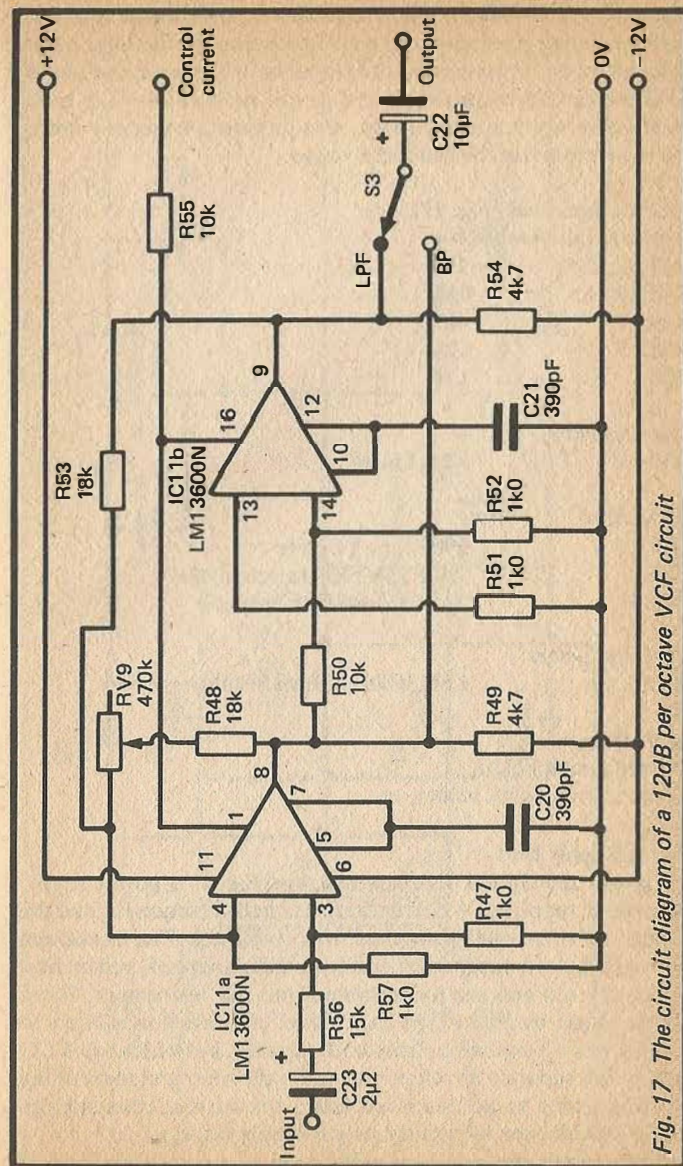 +12V
Control
current
R55
10k
Output
C22
10µF
+
S3
LPF
BP
R54
4k7
0V
−12V
R53
18k
9
16
IC11b
LM13600N
12
10
13
14
C21
390pF
R52
1k0
R51
1k0
RV9
470k
R48
18k
R50
10k
R49
4k7
8
7
1
5
11
6
4
3
C20
390pF
IC11a
LM13600N
R47
1k0
R57
1k0
R56
15k
+
C23
2µ2
Input
Fig. 17 The circuit diagram of a 12dB per octave VCF circuit